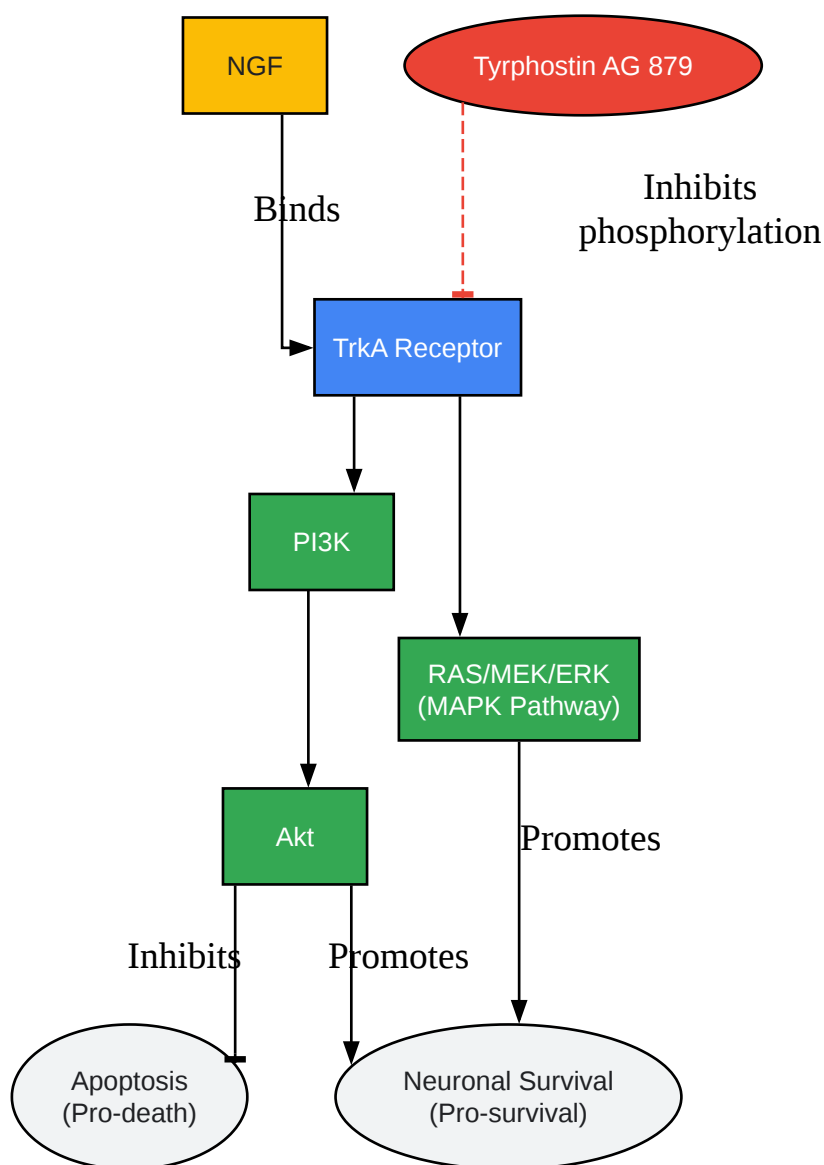 NGF
Tyrphostin AG 879
Binds
Inhibits
phosphorylation
TrkA Receptor
PI3K
RAS/MEK/ERK
(MAPK Pathway)
Akt
Promotes
Inhibits
Promotes
Apoptosis
(Pro-death)
Neuronal Survival
(Pro-survival)